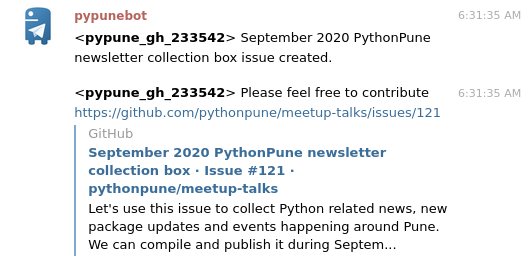 pypunebot 6:31:35 AM
<pypune_gh_233542> September 2020 PythonPune
newsletter collection box issue created.
<pypune_gh_233542> Please feel free to contribute 6:31:35 AM
https://github.com/pythonpune/meetup-talks/issues/121
GitHub
September 2020 PythonPune newsletter
collection box · Issue #121 ·
pythonpune/meetup-talks
Let's use this issue to collect Python related news, new
package updates and events happening around Pune.
We can compile and publish it during Septem...